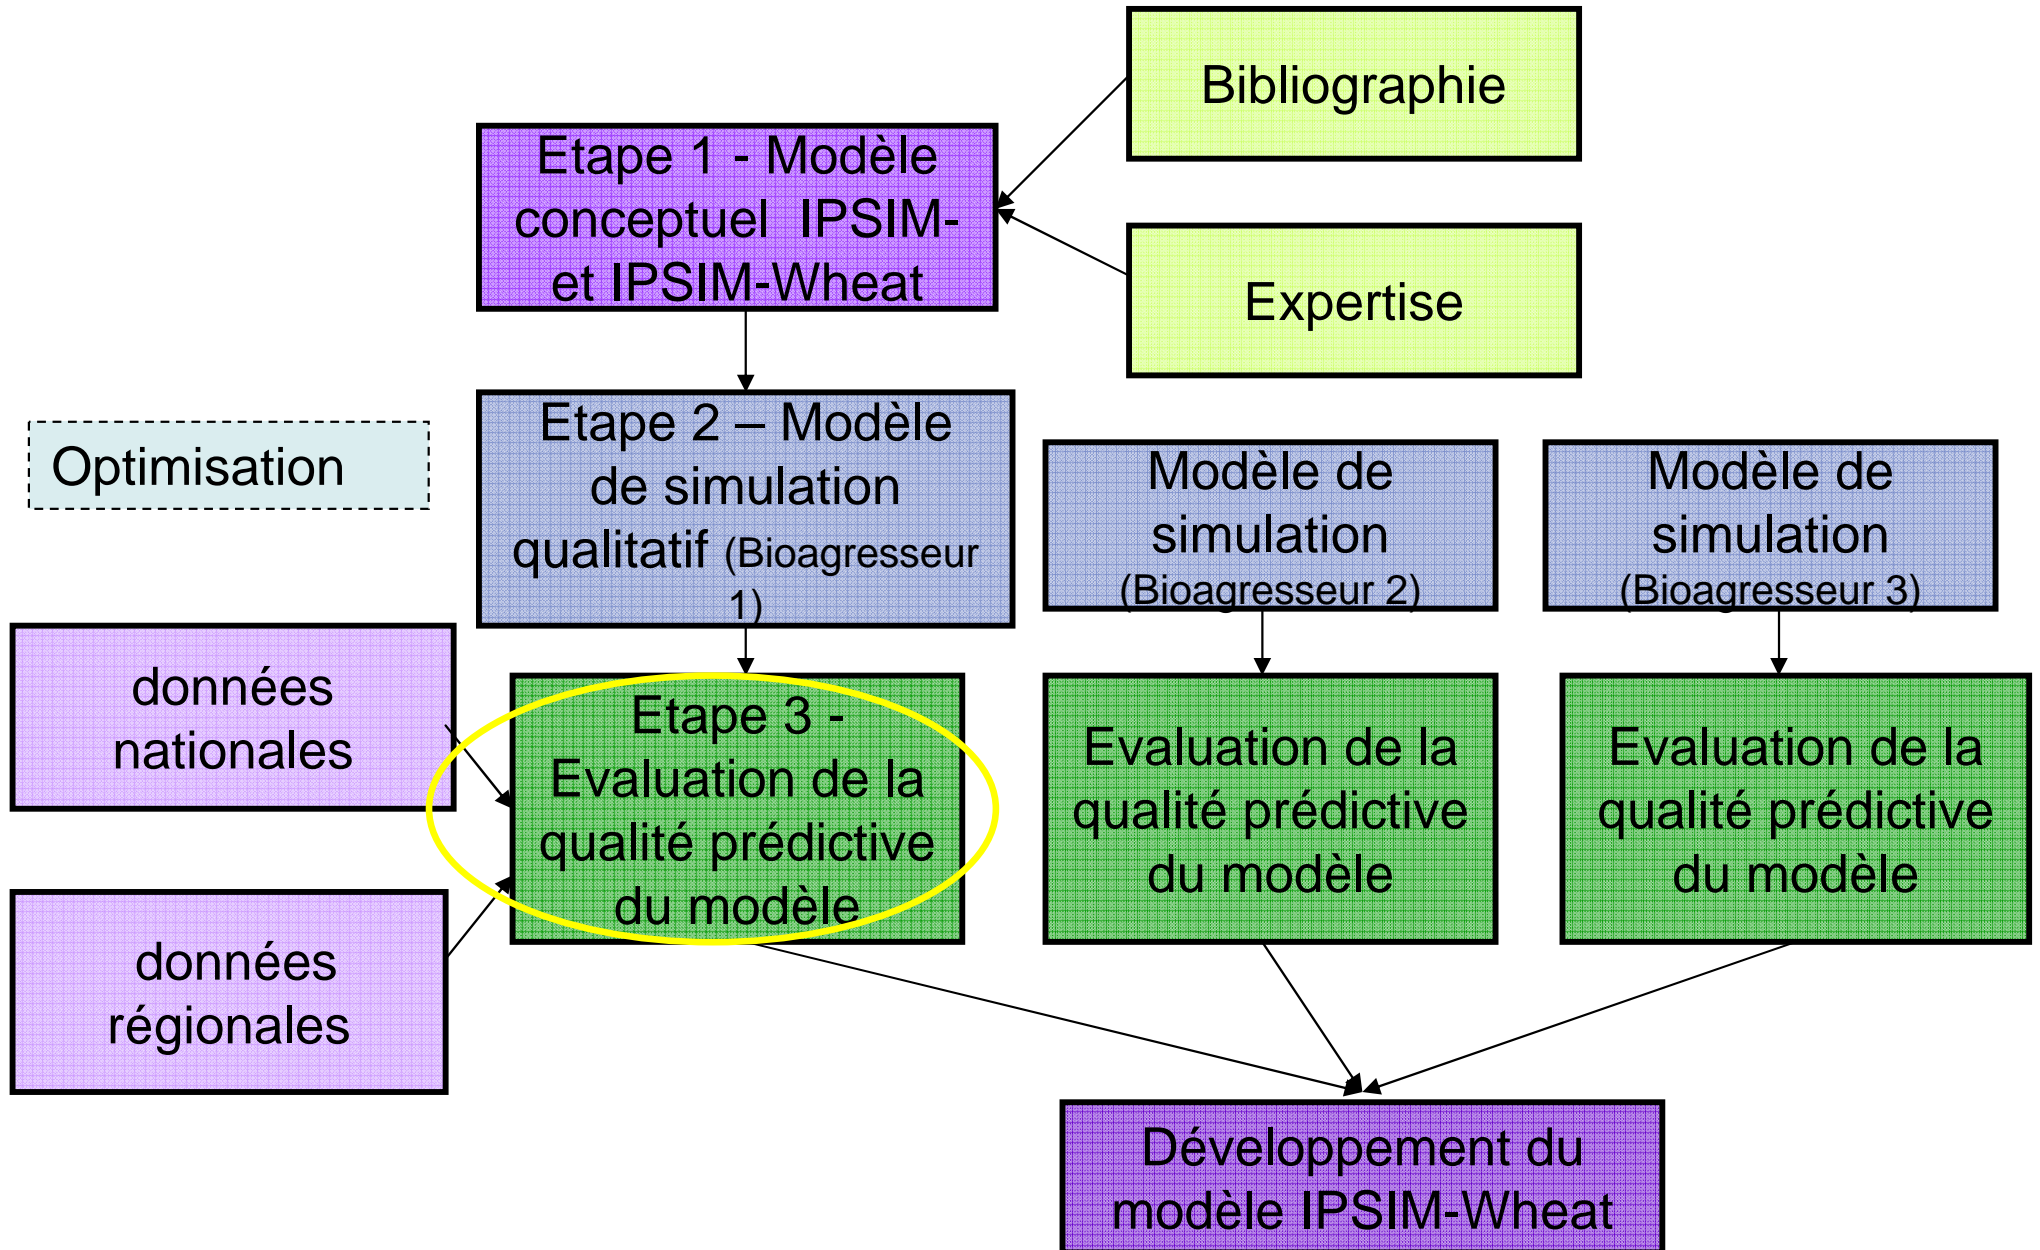 Bibliographie
Etape 1 - Modèle
conceptuel IPSIM-
et IPSIM-Wheat
Expertise
Optimisation
Etape 2 – Modèle
de simulation
qualitatif (Bioagresseur
1)
Modèle de
simulation
(Bioagresseur 2)
Modèle de
simulation
(Bioagresseur 3)
données
nationales
Etape 3 -
Evaluation de la
qualité prédictive
du modèle
Evaluation de la
qualité prédictive
du modèle
Evaluation de la
qualité prédictive
du modèle
données
régionales
Développement du
modèle IPSIM-Wheat